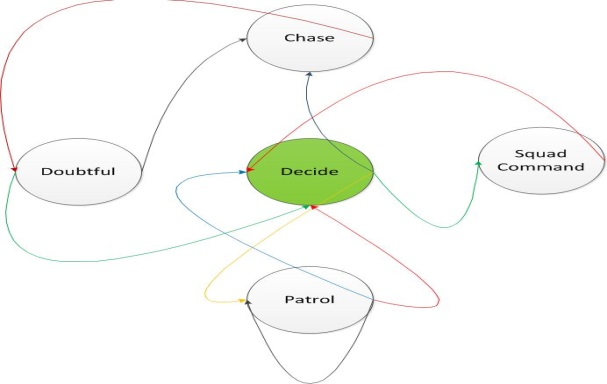 Chase
Doubtful
Decide
Squad
Command
Patrol